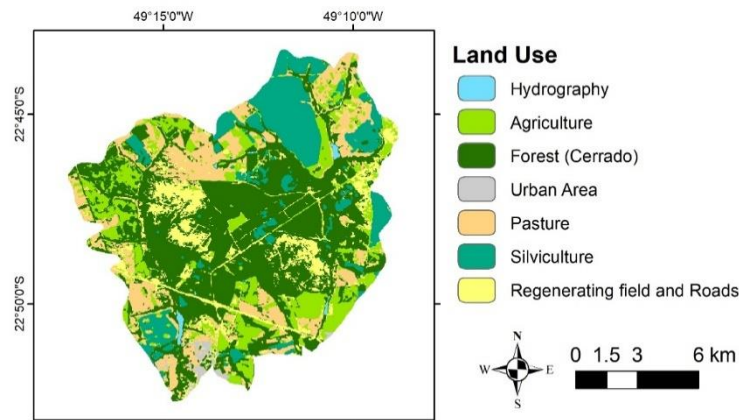 49°15'0"W 49°10'0"W
22°45'0"S
22°50'0"S
Land Use
Hydrography
Agriculture
Forest (Cerrado)
Urban Area
Pasture
Silviculture
Regenerating field and Roads
N
W E
S
0 1.5 3 6 km